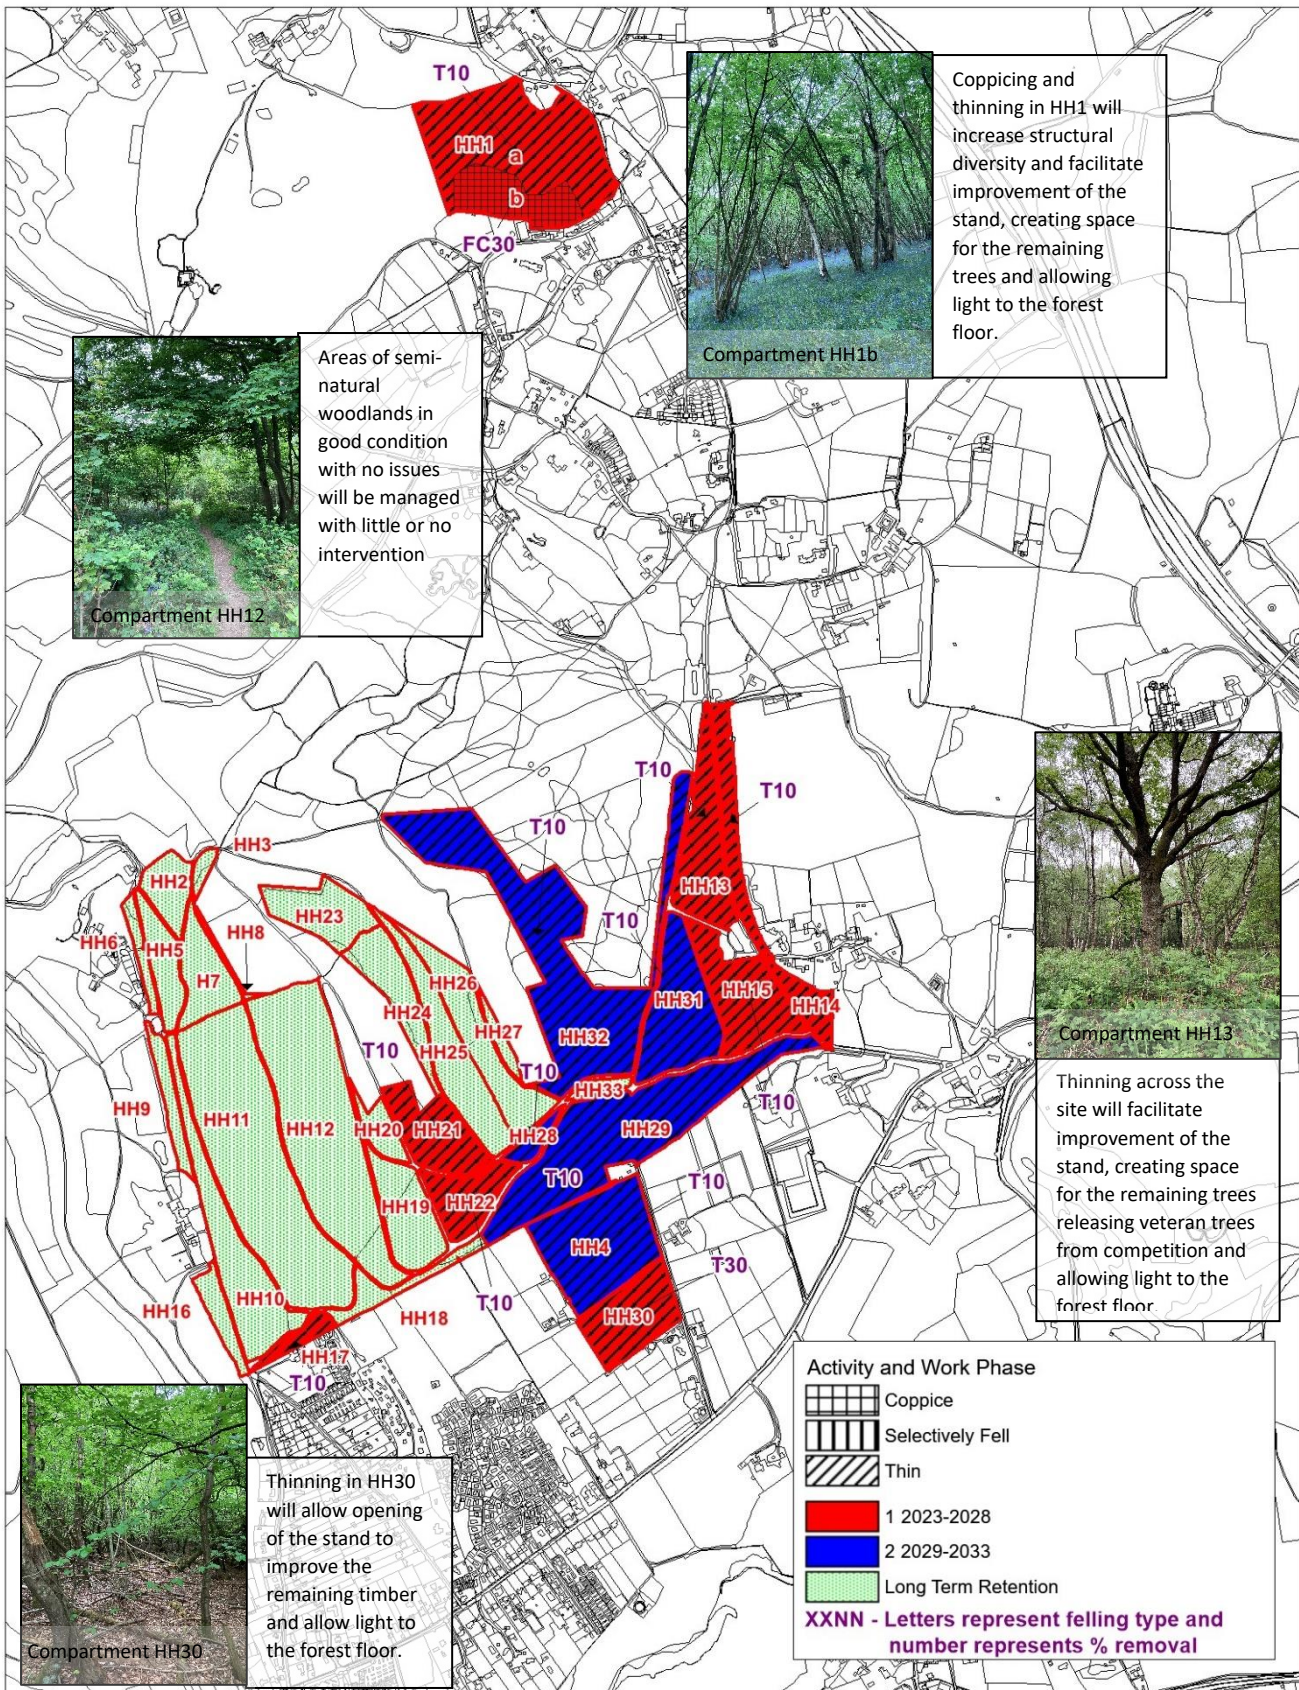 T10
HH1
a
b
FC30
Compartment HH1b
Coppicing and
thinning in HH1 will
increase structural
diversity and facilitate
improvement of the
stand, creating space
for the remaining
trees and allowing
light to the forest
floor.
Compartment HH12
Areas of semi-
natural
woodlands in
good condition
with no issues
will be managed
with little or no
intervention
T10
T10
T10
T10
HH13
HH3
HH2
HH8
HH23
HH6
HH5
H7
HH26
HH15
HH14
HH31
HH24
HH27
HH32
HH25
T10
T10
HH33
T10
T10
HH9
HH11
HH12
HH20
HH21
HH28
HH29
T10
T10
HH19
HH22
HH4
T30
HH16
HH10
HH18
T10
HH30
HH17
T10
Compartment HH13
Thinning across the
site will facilitate
improvement of the
stand, creating space
for the remaining trees
releasing veteran trees
from competition and
allowing light to the
forest floor.
Compartment HH30
Thinning in HH30
will allow opening
of the stand to
improve the
remaining timber
and allow light to
the forest floor.
Activity and Work Phase
Coppice
Selectively Fell
Thin
1 2023-2028
2 2029-2033
Long Term Retention
XXNN - Letters represent felling type and
number represents % removal